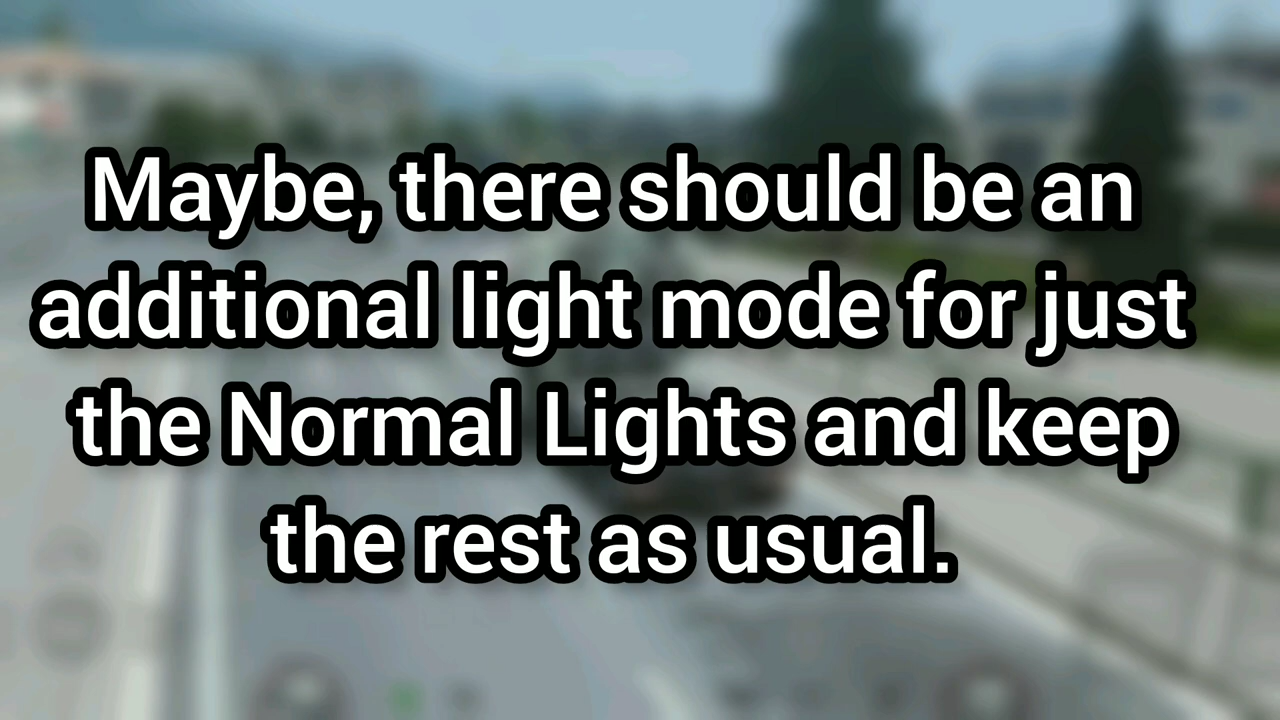 Maybe, there should be an
additional light mode for just
the Normal Lights and keep
the rest as usual.